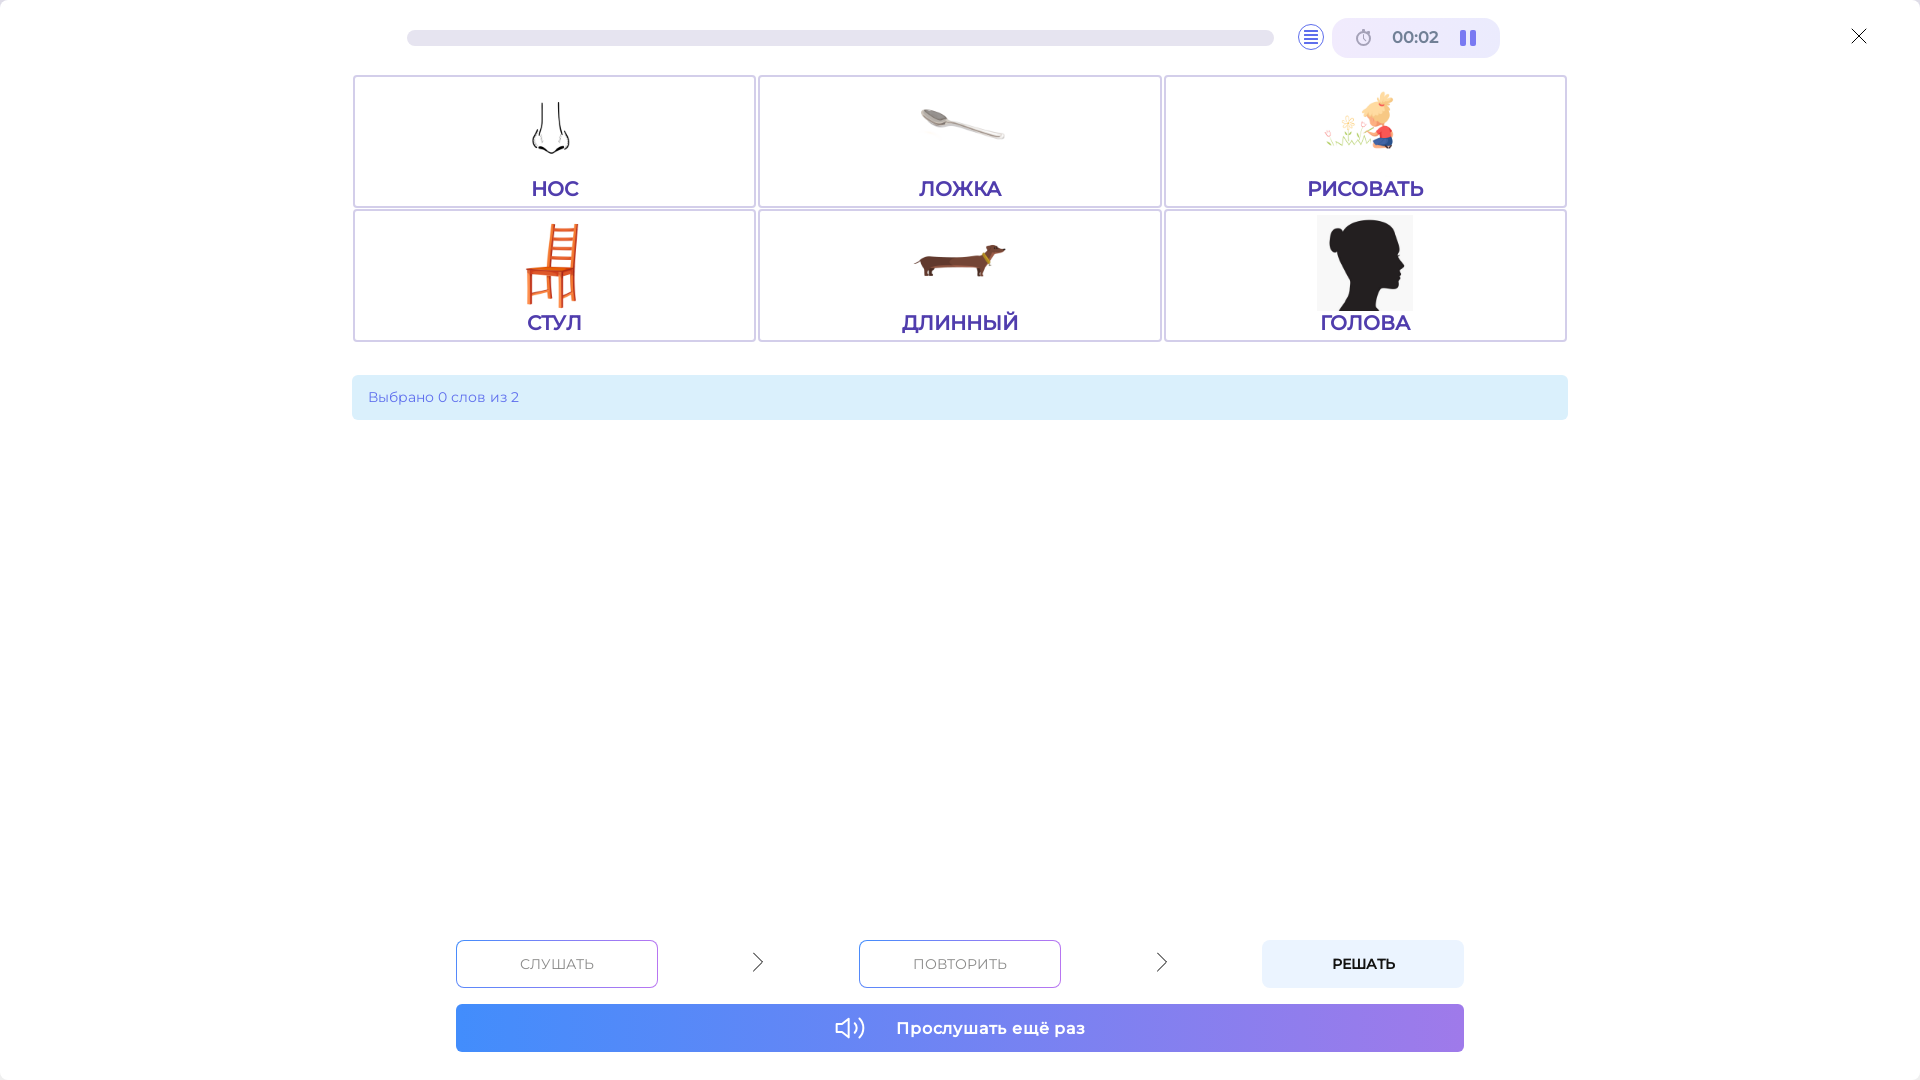 00:02
НОС
ЛОЖКА
РИСОВАТЬ
СТУЛ
ДЛИННЫЙ
ГОЛОВА
Выбрано 0 слов из 2
СЛУШАТЬ
ПОВТОРИТЬ
РЕШАТЬ
Прослушать ещё раз